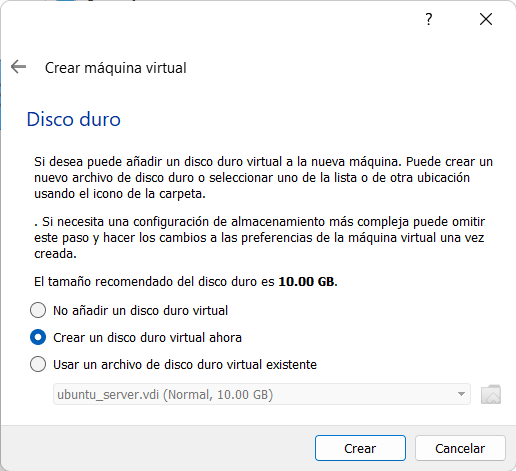 ?
Crear máquina virtual
Disco duro
Si desea puede añadir un disco duro virtual a la nueva máquina. Puede crear un
nuevo archivo de disco duro o seleccionar uno de la lista o de otra ubicación
usando el icono de la carpeta.
. Si necesita una configuración de almacenamiento más compleja puede omitir
este paso y hacer los cambios a las preferencias de la máquina virtual una vez
creada.
El tamaño recomendado del disco duro es 10.00 GB.
No añadir un disco duro virtual
Crear un disco duro virtual ahora
Usar un archivo de disco duro virtual existente
ubuntu_server.vdi (Normal, 10.00 GB)
Crear
Cancelar